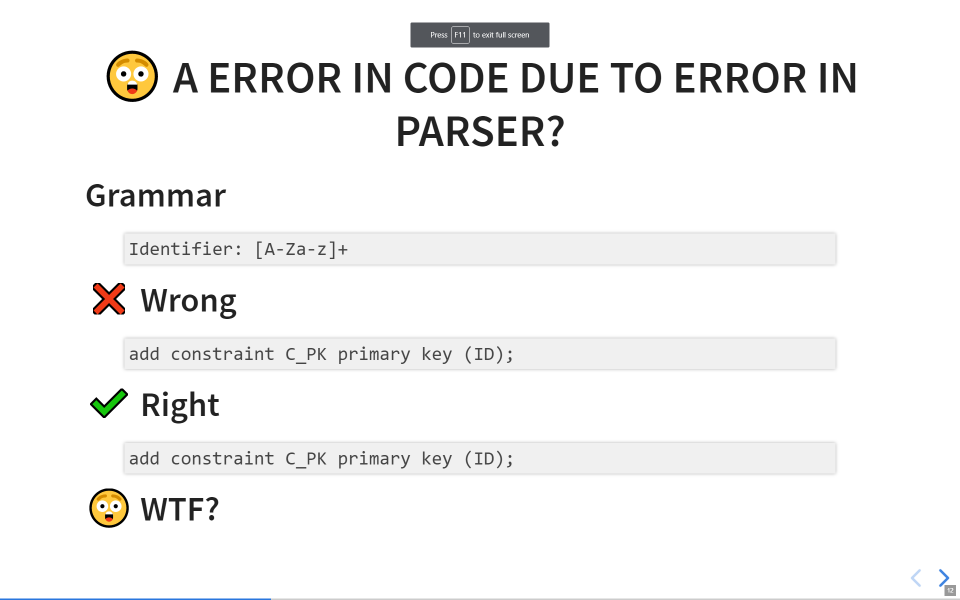 Press F11 to exit full screen
A ERROR IN CODE DUE TO ERROR IN
PARSER?
Grammar
Identifier: [A-Za-z]+
Wrong
add constraint C_PK primary key (ID);
Right
add constraint C_PK primary key (ID);
WTF?
12